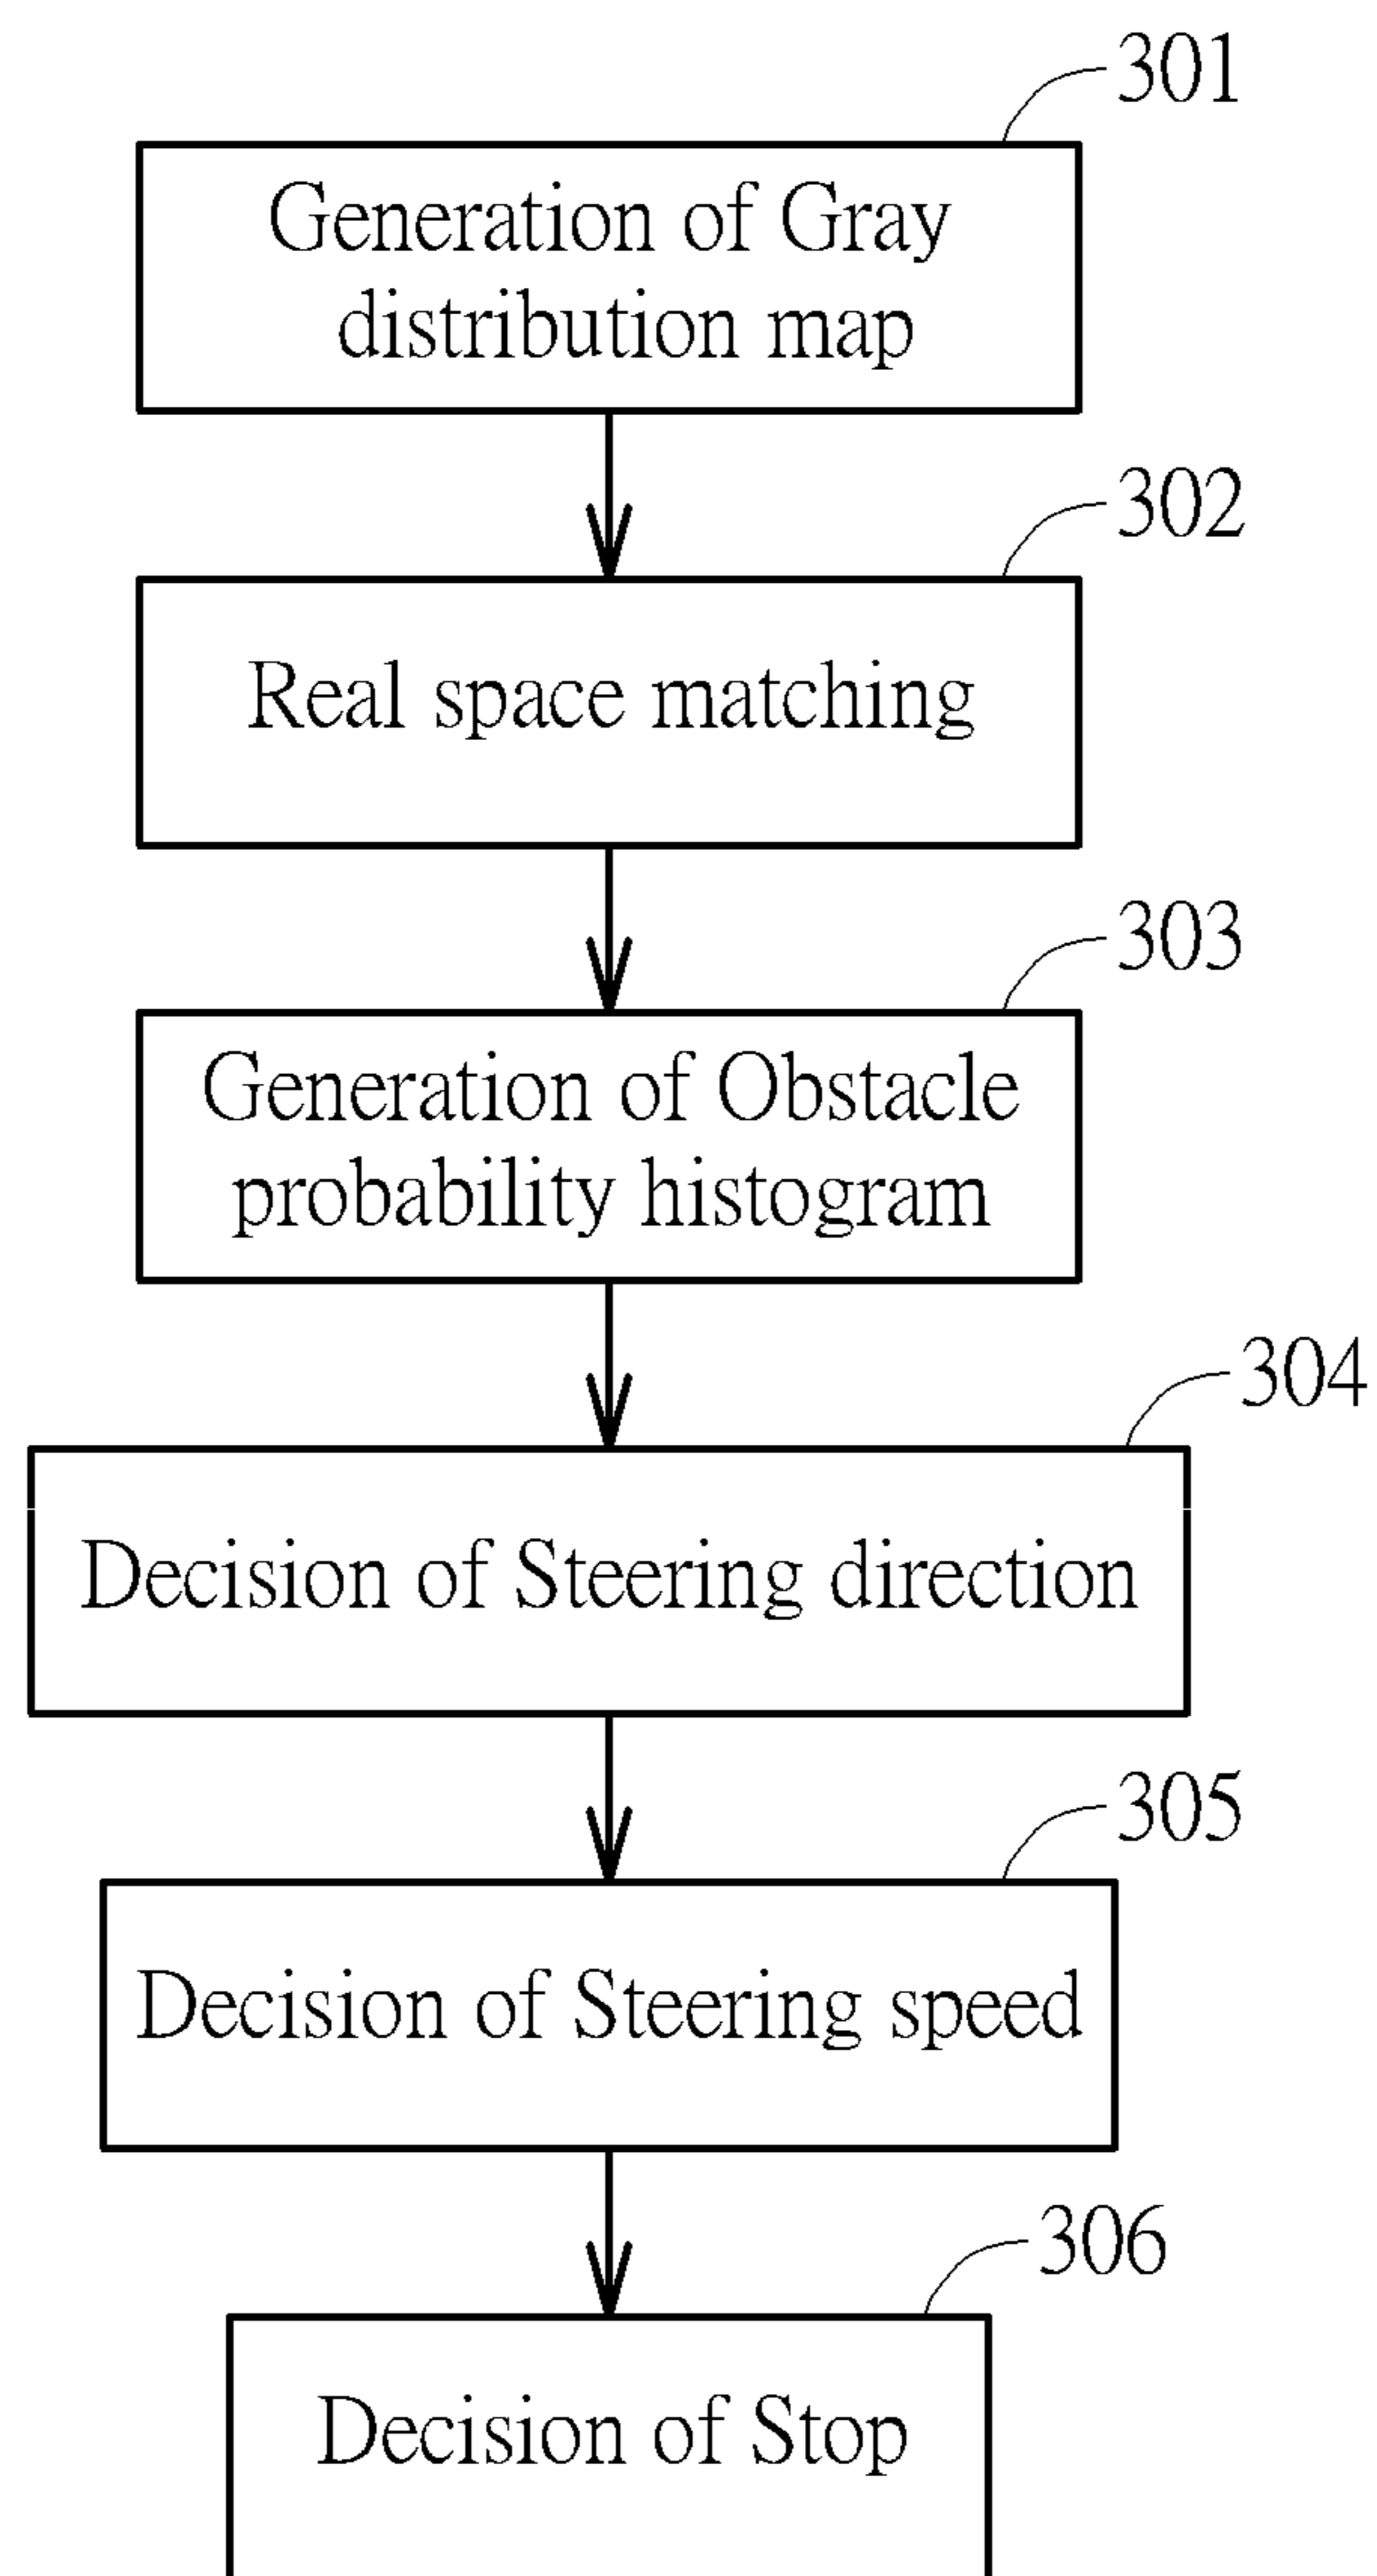 301
Generation of Gray
distribution map
302
Real space matching
303
Generation of Obstacle
probability histogram
304
Decision of Steering direction
305
Decision of Steering speed
306
Decision of Stop